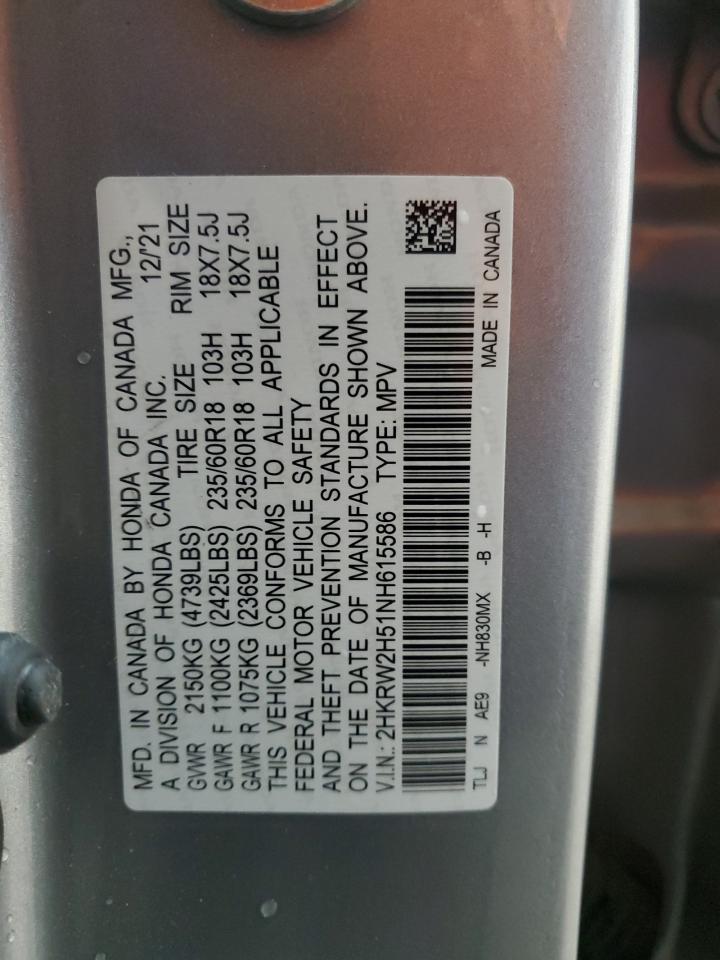 MFD. IN CANADA BY HONDA OF CANADA MFG.,
A DIVISION OF HONDA CANADA INC. 12/21
GVWR 2150KG (4739LBS) TIRE SIZE RIM SIZE
GAWR F 1100KG (2425LBS) 235/60R18 103H 18X7.5J
GAWR R 1075KG (2369LBS) 235/60R18 103H 18X7.5J
THIS VEHICLE CONFORMS TO ALL APPLICABLE
FEDERAL MOTOR VEHICLE SAFETY
AND THEFT PREVENTION STANDARDS IN EFFECT
ON THE DATE OF MANUFACTURE SHOWN ABOVE.
V.I.N.: 2HKRW2H51NH615586 TYPE: MPV
TLJ N AE9 -NH830MX -B -H MADE IN CANADA